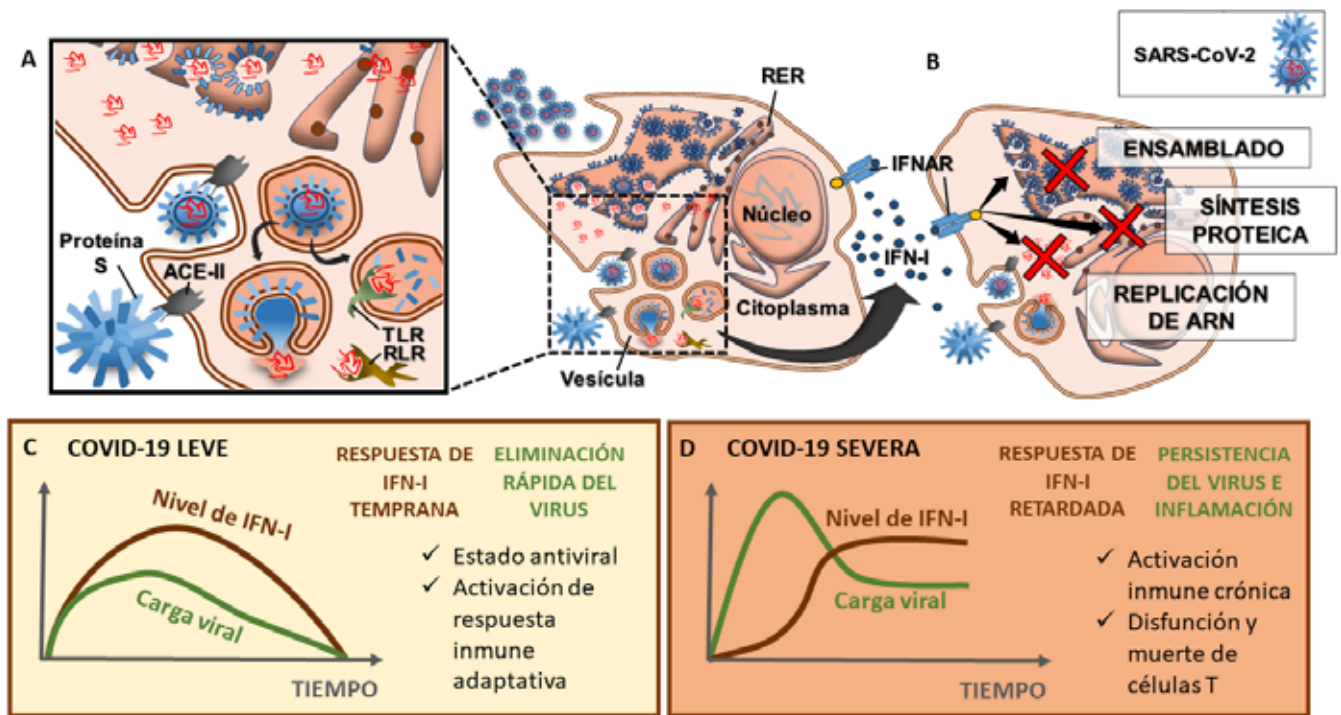 A
Proteína
S
ACE-II
TLR
RLR
RER
Núcleo
Citoplasma
Vesícula
IFNAR
IFN-I
B
SARS-CoV-2
ENSAMBLADO
SÍNTESIS
PROTEICA
REPLICACIÓN
DE ARN
C COVID-19 LEVE
Nivel de IFN-I
Carga viral
TIEMPO
RESPUESTA DE
IFN-I
TEMPRANA
ELIMINACIÓN
RÁPIDA DEL
VIRUS
✓ Estado antiviral
✓ Activación de
respuesta
inmune
adaptativa
D COVID-19 SEVERA
Nivel de IFN-I
Carga viral
TIEMPO
RESPUESTA DE
IFN-I
RETARDADA
PERSISTENCIA
DEL VIRUS E
INFLAMACIÓN
✓ Activación
inmune crónica
✓ Disfunción y
muerte de
células T